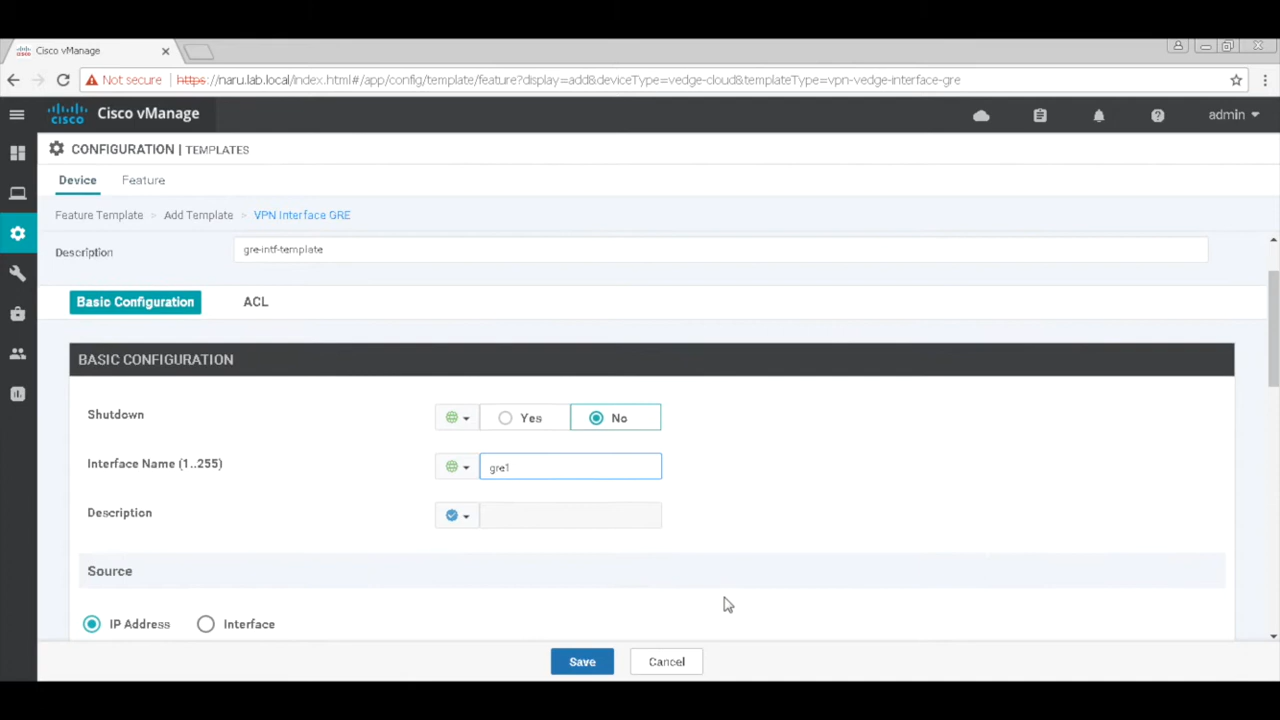 Cisco vManage
Not secure https://naru.lab.local/index.html#/app/config/template/feature?display=add&deviceType=vedge-cloud&templateType=vpn-vedge-interface-gre
cisco Cisco vManage admin
CONFIGURATION | TEMPLATES
Device Feature
Feature Template > Add Template > VPN Interface GRE
Description gre-intf-template
Basic Configuration ACL
BASIC CONFIGURATION
Shutdown Yes No
Interface Name (1..255) gre1
Description
Source
IP Address Interface
Save Cancel